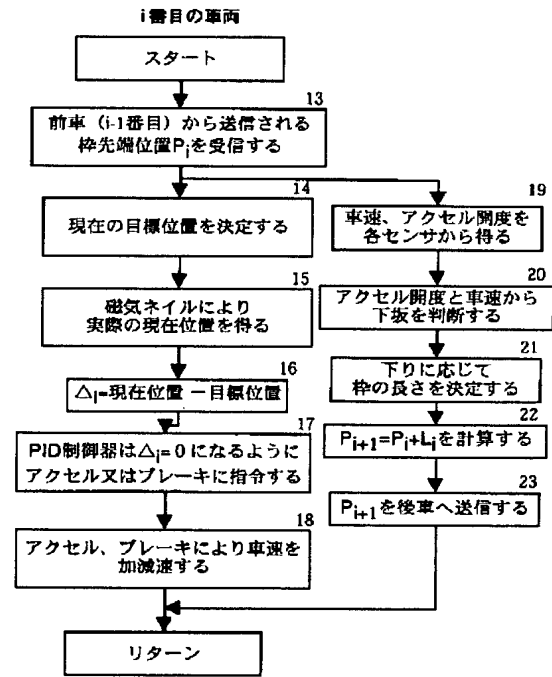 i番目の車両
スタート
13
前車（i-1番目）から送信される
枠先端位置Piを受信する
14
現在の目標位置を決定する
15
磁気ネイルにより
実際の現在位置を得る
16
△i=現在位置 －目標位置
17
PID制御器は△i=0になるように
アクセル又はブレーキに指令する
18
アクセル、ブレーキにより車速を
加減速する
19
車速、アクセル開度を
各センサから得る
20
アクセル開度と車速から
下坂を判断する
21
下りに応じて
枠の長さを決定する
22
Pi+1=Pi+Liを計算する
23
Pi+1を後車へ送信する
リターン